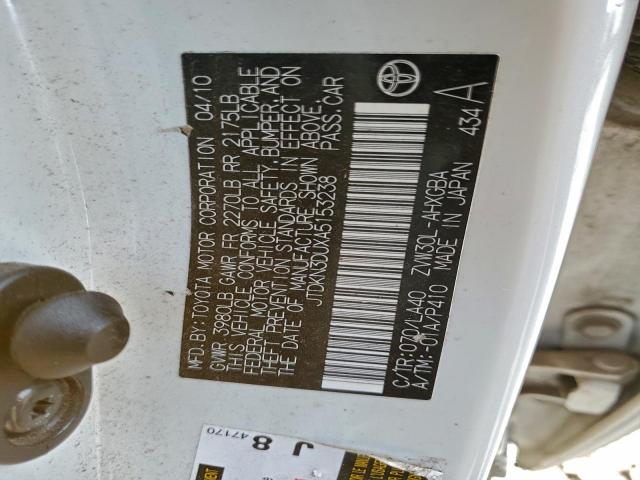 MFD. BY: TOYOTA MOTOR CORPORATION 04/10
GVWR 3980LB GAWR FR 2270LB RR 2175LB
THIS VEHICLE CONFORMS TO ALL APPLICABLE
FEDERAL MOTOR VEHICLE SAFETY, BUMPER, AND
THEFT PREVENTION STANDARDS IN EFFECT ON
THE DATE OF MANUFACTURE SHOWN ABOVE.
JTDKN3DUXA5153238 PASS. CAR
C/TR:070/LA40 ZVW30L-AHXGBA
A/TM:-01A/P410 MADE IN JAPAN 434 A
J 8
47170